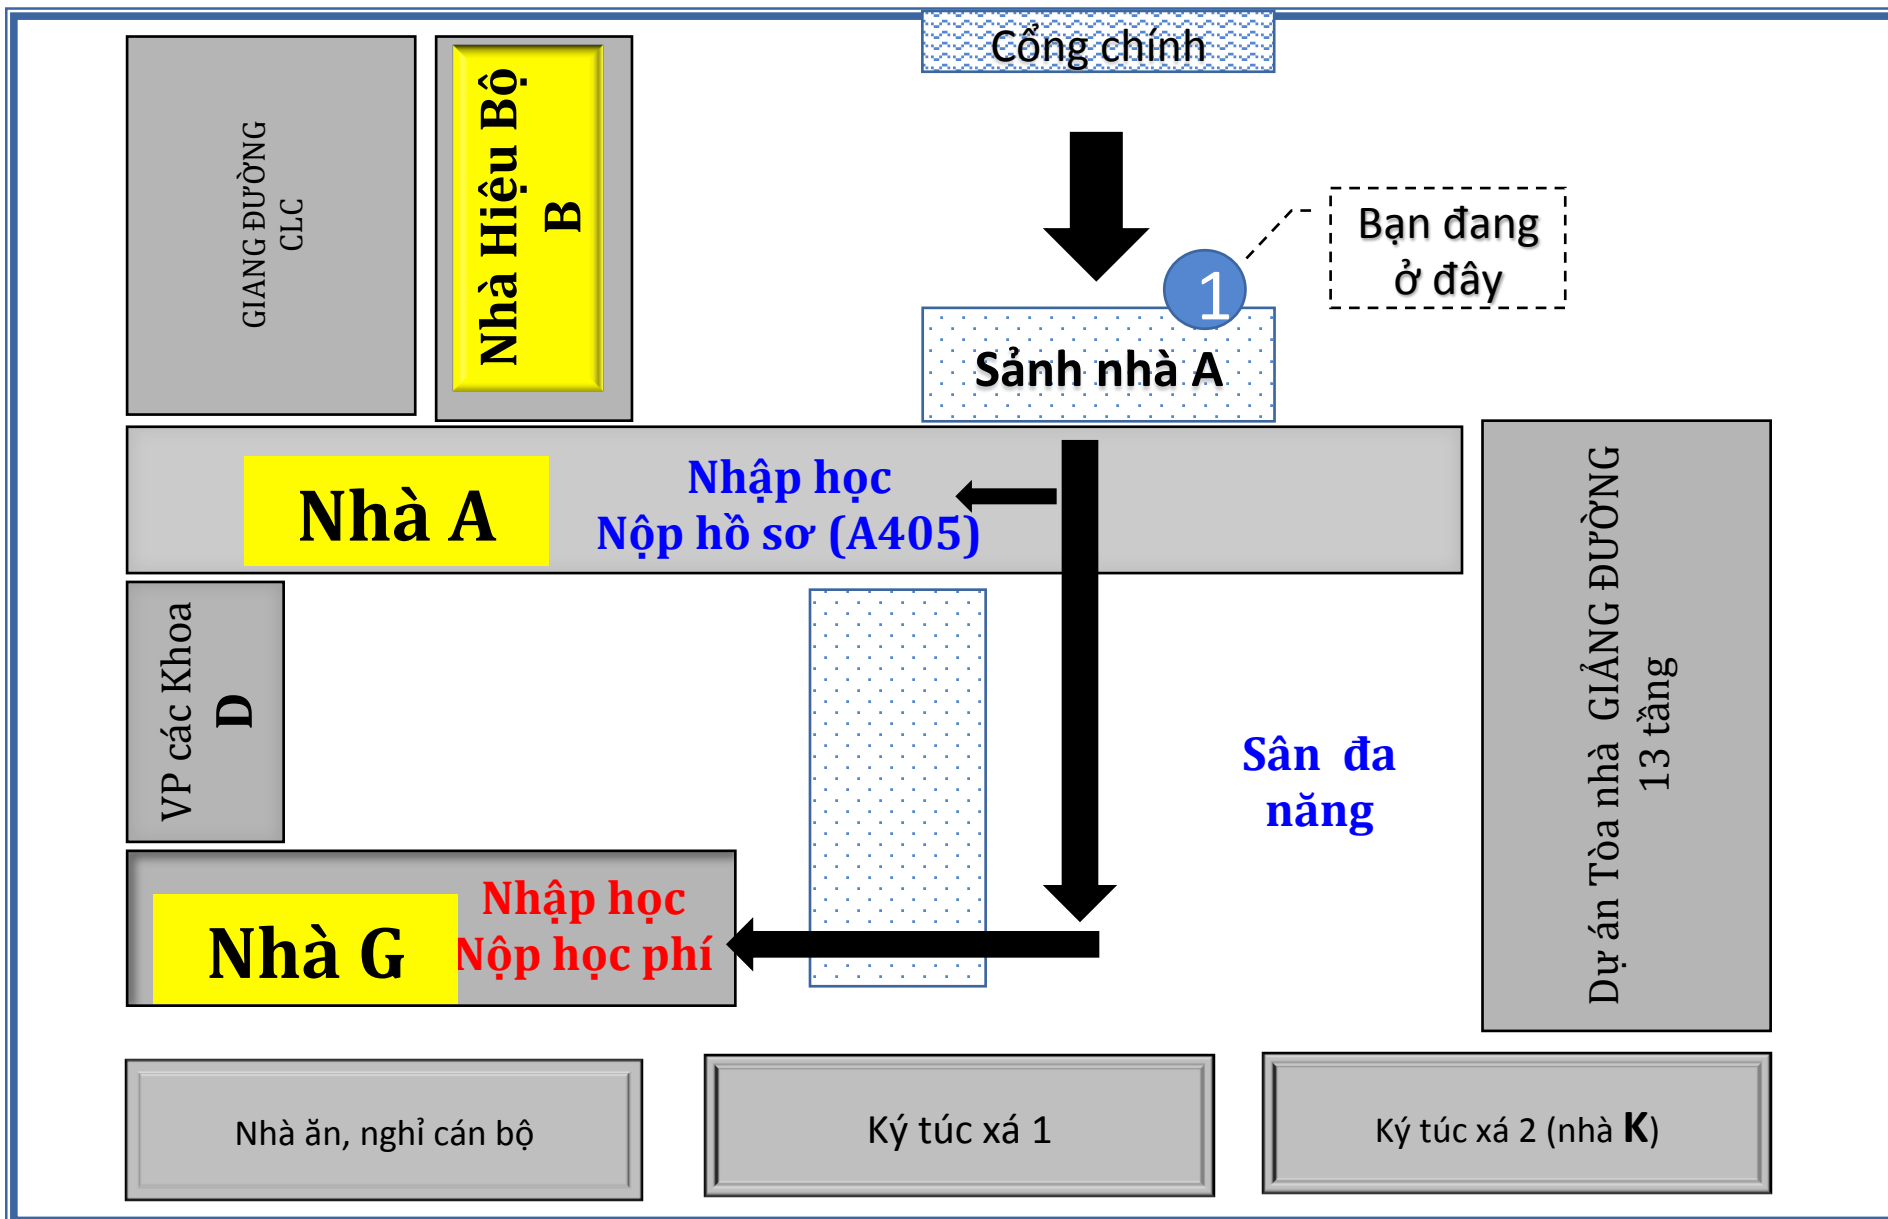 Cổng chính
GIANG ĐƯỜNG
CLC
Nhà Hiệu Bộ
B
Bạn đang
ở đây
1
Sảnh nhà A
Nhà A
Nhập học
Nộp hồ sơ (A405)
Dự án Tòa nhà GIẢNG ĐƯỜNG
13 tầng
VP các Khoa
D
Sân đa
năng
Nhà G
Nhập học
Nộp học phí
Nhà ăn, nghỉ cán bộ
Ký túc xá 1
Ký túc xá 2 (nhà K)